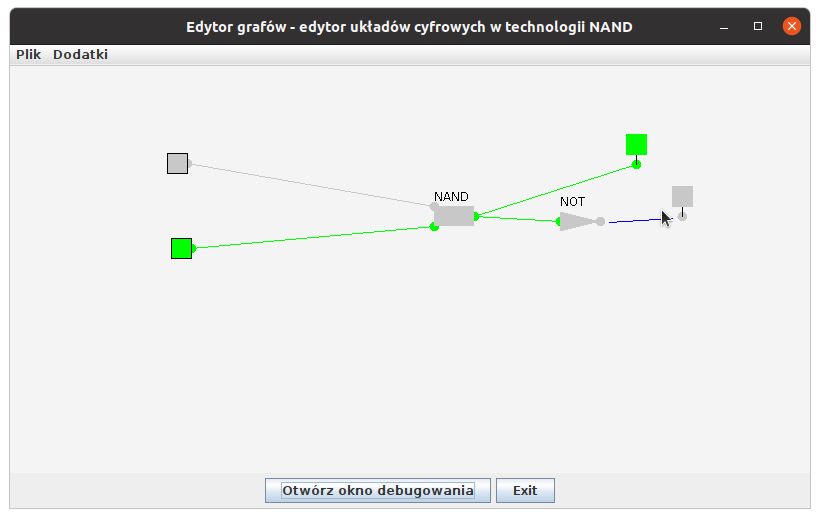 Edytor grafów - edytor układów cyfrowych w technologii NAND
Plik Dodatki
NAND
NOT
Otwórz okno debugowania Exit